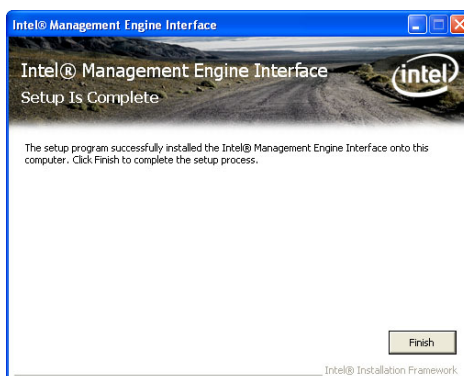 Intel® Management Engine Interface
Intel® Management Engine Interface
Setup Is Complete
intel
The setup program successfully installed the Intel® Management Engine Interface onto this
computer. Click Finish to complete the setup process.
Finish
Intel® Installation Framework